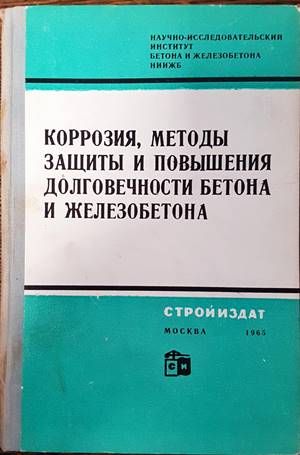 НАУЧНО-ИССЛЕДОВАТЕЛЬСКИЙ
ИНСТИТУТ
БЕТОНА И ЖЕЛЕЗОБЕТОНА
НИИЖБ
КОРРОЗИЯ, МЕТОДЫ
ЗАЩИТЫ И ПОВЫШЕНИЯ
ДОЛГОВЕЧНОСТИ БЕТОНА
И ЖЕЛЕЗОБЕТОНА
СТРОЙИЗДАТ
МОСКВА 1965
С И